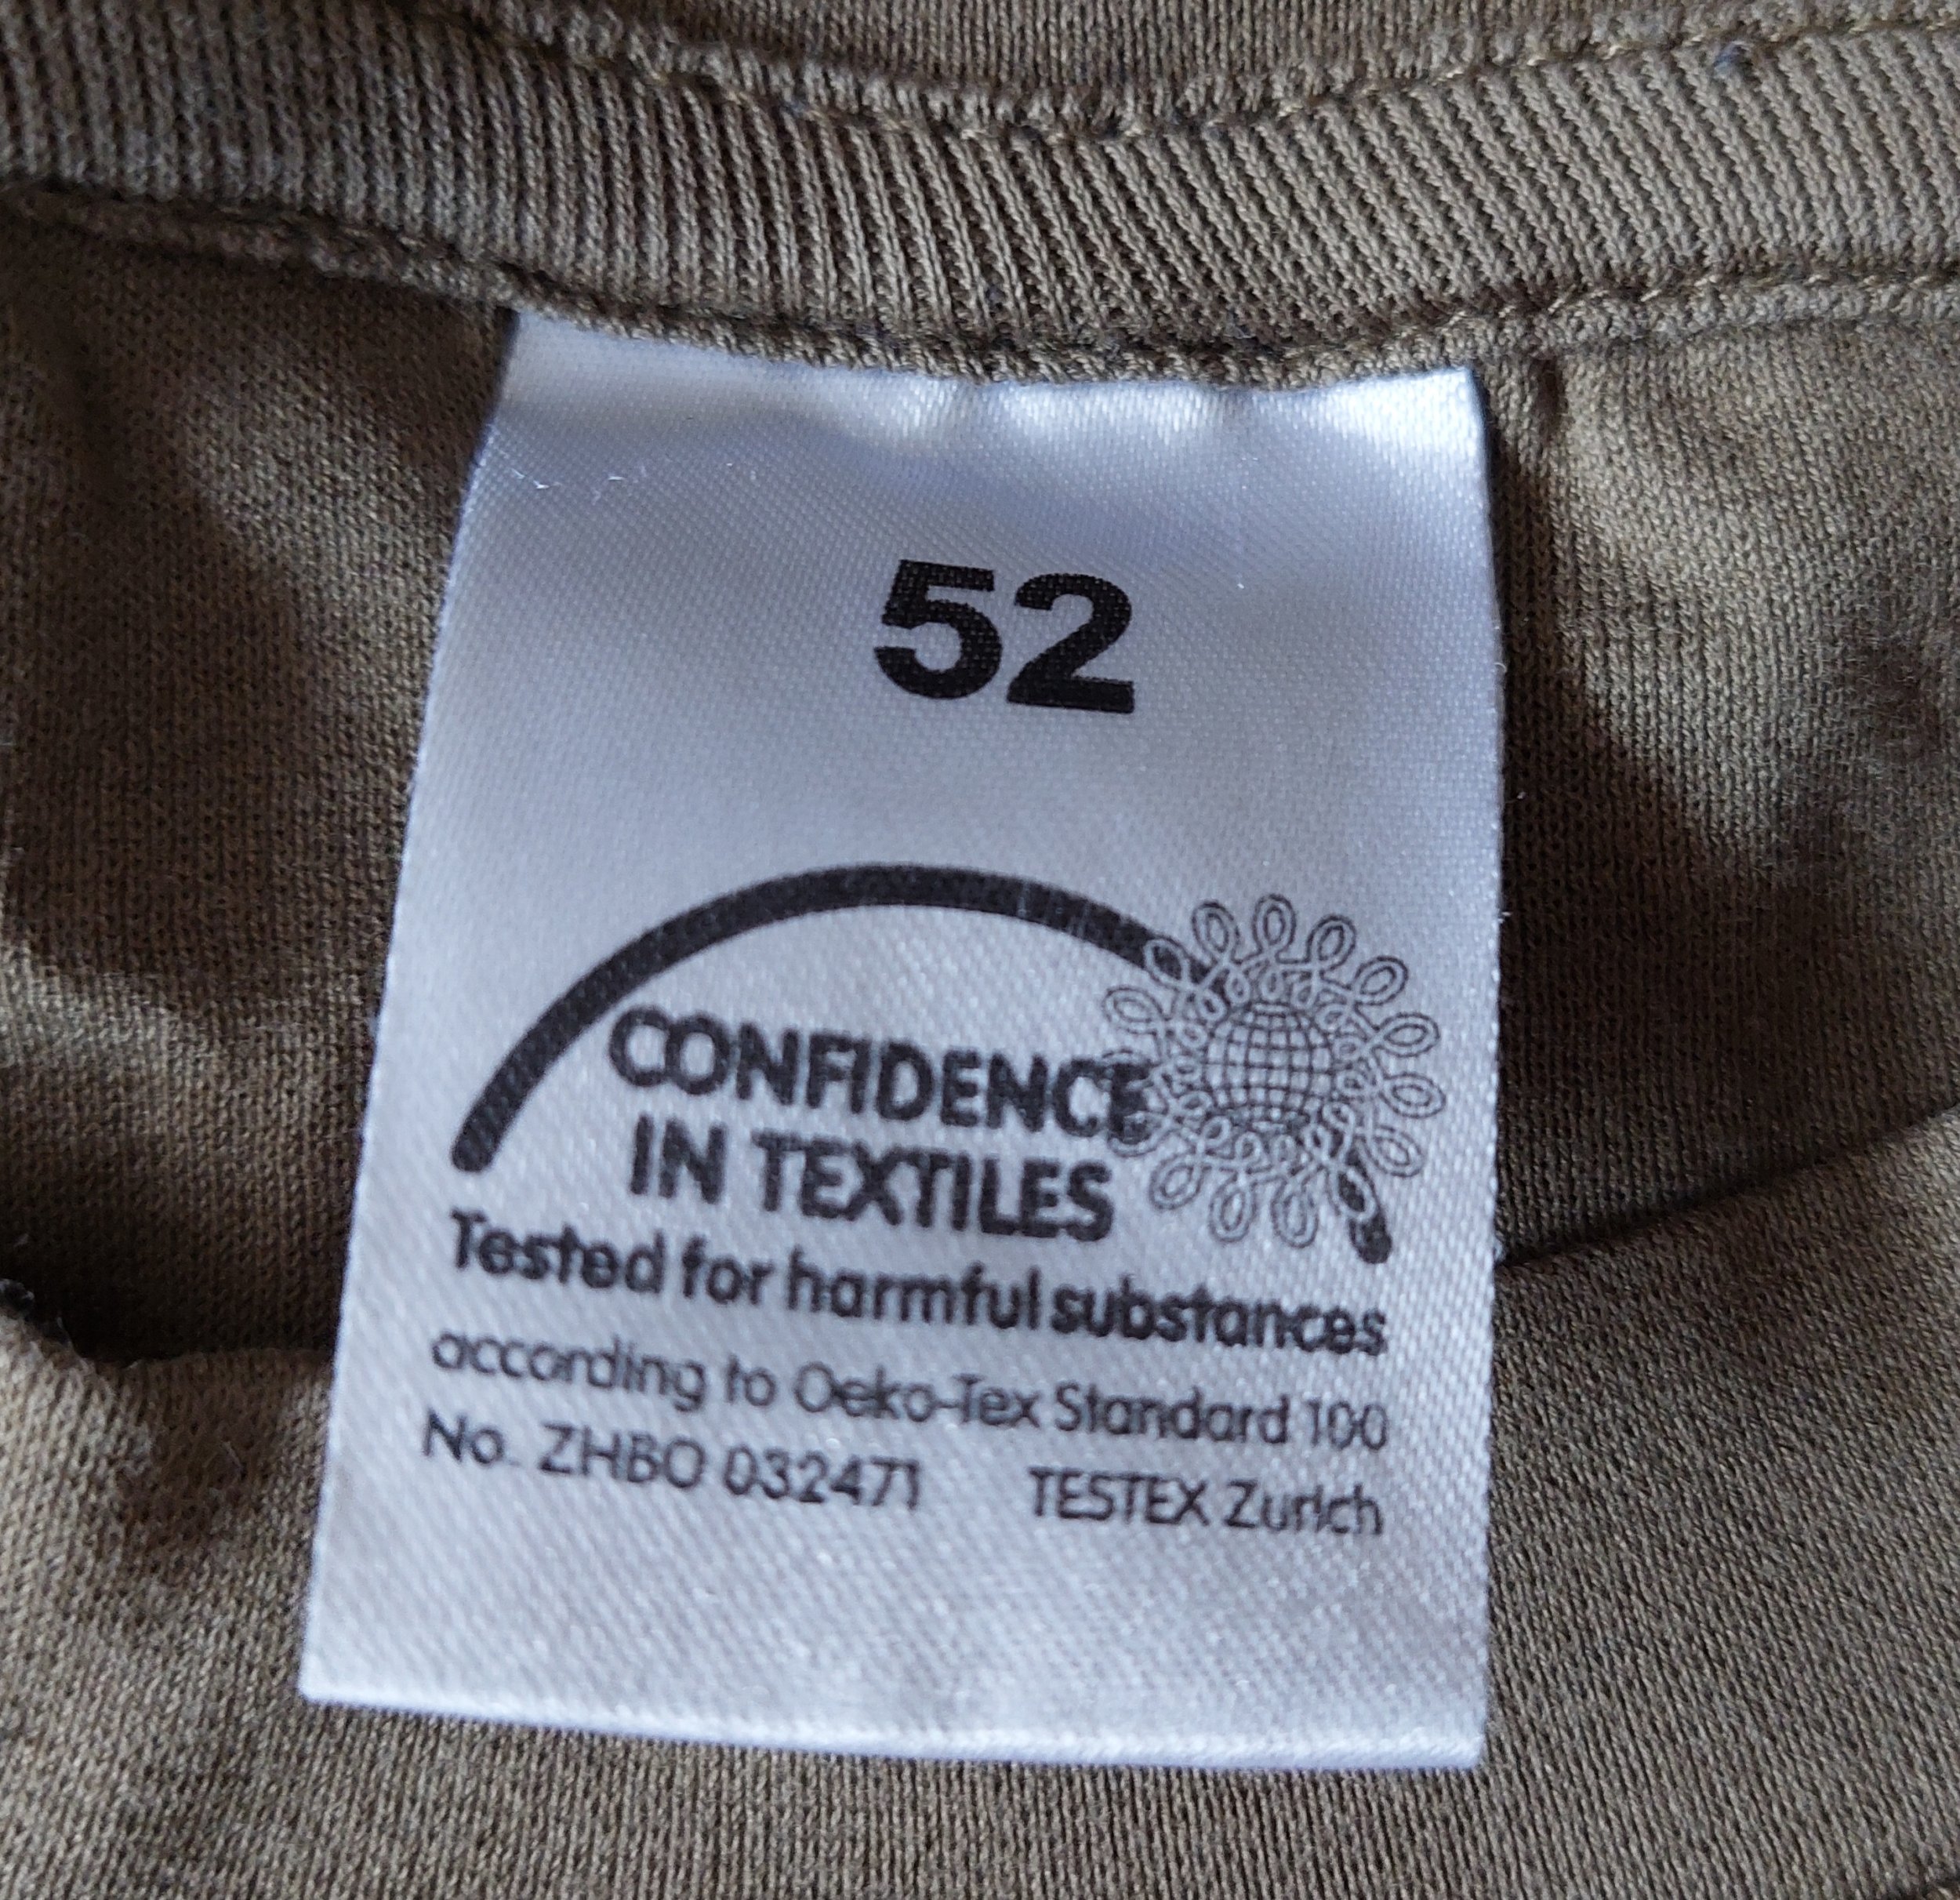 52
CONFIDENCE
IN TEXTILES
Tested for harmful substances
according to Oeko-Tex Standard 100
No. ZHBO 032471 TESTEX Zurich